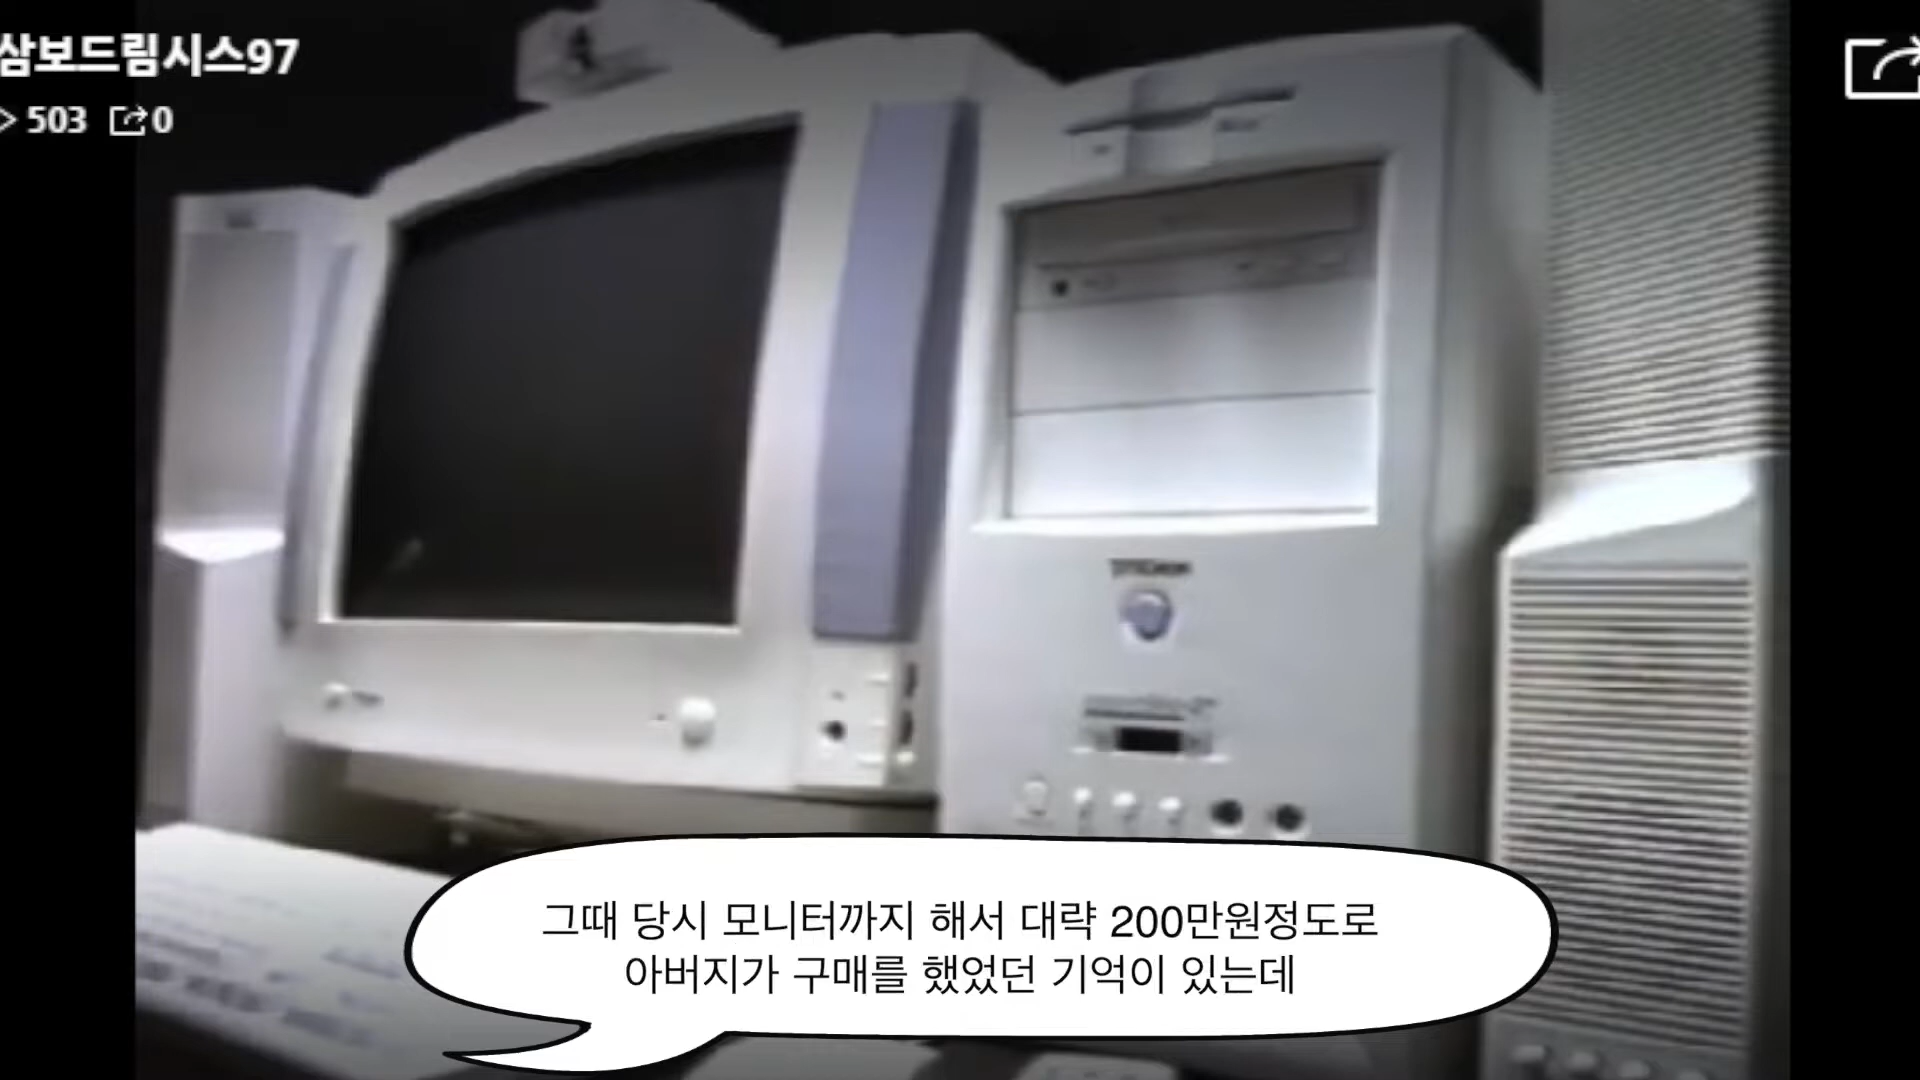 삼보드림시스97
503 0
그때 당시 모니터까지 해서 대략 200만원정도로
아버지가 구매를 했었던 기억이 있는데